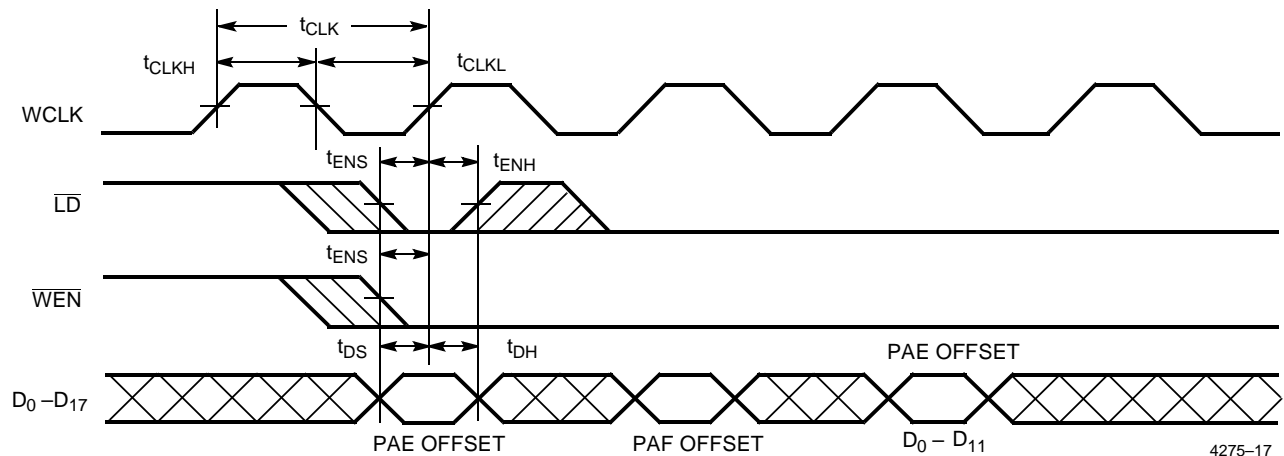 tCLK
tCLKH
tCLKL
WCLK
tENS
tENH
LD
tENS
WEN
tDS
tDH
PAE OFFSET
D0 –D17
PAE OFFSET
PAF OFFSET
D0 – D11
4275–17